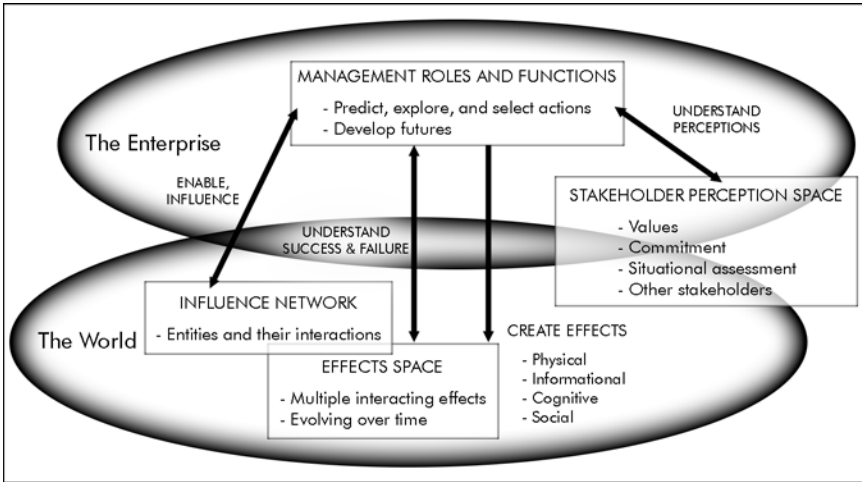 MANAGEMENT ROLES AND FUNCTIONS
- Predict, explore, and select actions
- Develop futures
The Enterprise
UNDERSTAND
PERCEPTIONS
ENABLE,
INFLUENCE
STAKEHOLDER PERCEPTION SPACE
- Values
- Commitment
- Situational assessment
- Other stakeholders
UNDERSTAND
SUCCESS & FAILURE
The World
INFLUENCE NETWORK
- Entities and their interactions
EFFECTS SPACE
- Multiple interacting effects
- Evolving over time
CREATE EFFECTS
- Physical
- Informational
- Cognitive
- Social